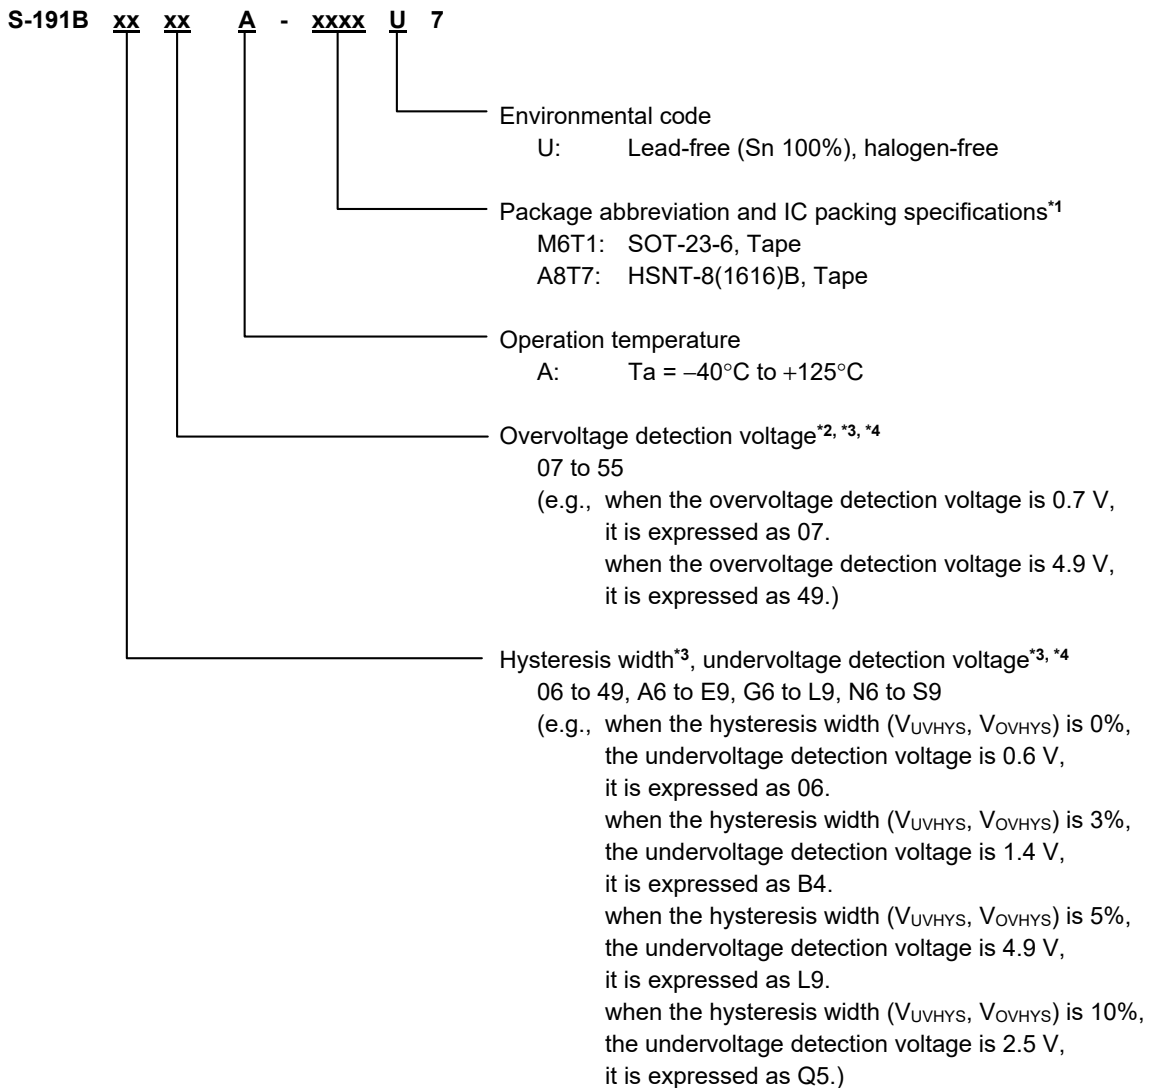 S-191B xx xx A - xxxx U 7
Environmental code
U: Lead-free (Sn 100%), halogen-free
Package abbreviation and IC packing specifications*1
M6T1: SOT-23-6, Tape
A8T7: HSNT-8(1616)B, Tape
Operation temperature
A: Ta = −40°C to +125°C
Overvoltage detection voltage*2, *3, *4
07 to 55
(e.g., when the overvoltage detection voltage is 0.7 V,
it is expressed as 07.
when the overvoltage detection voltage is 4.9 V,
it is expressed as 49.)
Hysteresis width*3, undervoltage detection voltage*3, *4
06 to 49, A6 to E9, G6 to L9, N6 to S9
(e.g., when the hysteresis width (VUVHYS, VOVHYS) is 0%,
the undervoltage detection voltage is 0.6 V,
it is expressed as 06.
when the hysteresis width (VUVHYS, VOVHYS) is 3%,
the undervoltage detection voltage is 1.4 V,
it is expressed as B4.
when the hysteresis width (VUVHYS, VOVHYS) is 5%,
the undervoltage detection voltage is 4.9 V,
it is expressed as L9.
when the hysteresis width (VUVHYS, VOVHYS) is 10%,
the undervoltage detection voltage is 2.5 V,
it is expressed as Q5.)